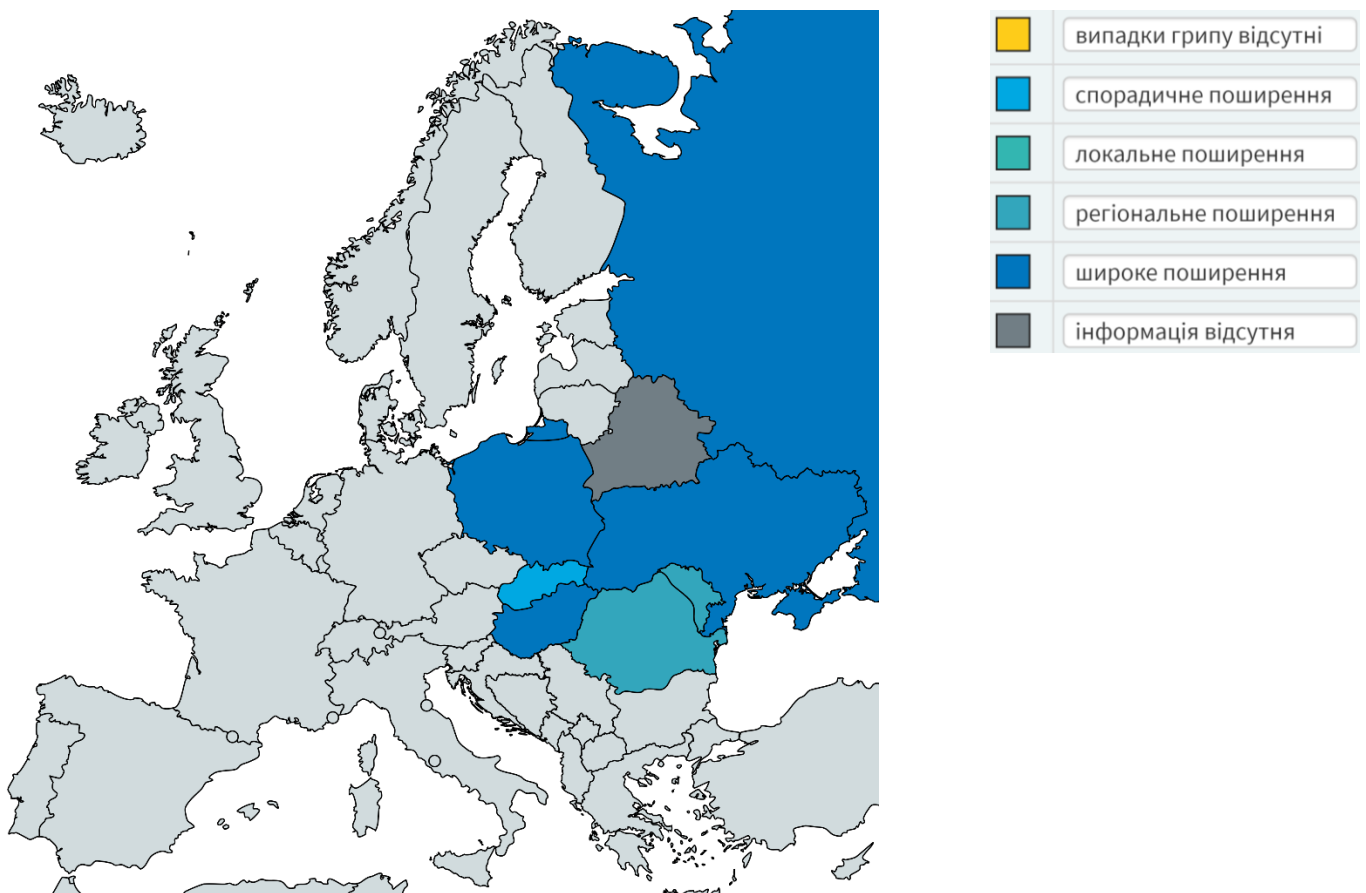 випадки грипу відсутні
спорадичне поширення
локальне поширення
регіональне поширення
широке поширення
інформація відсутня